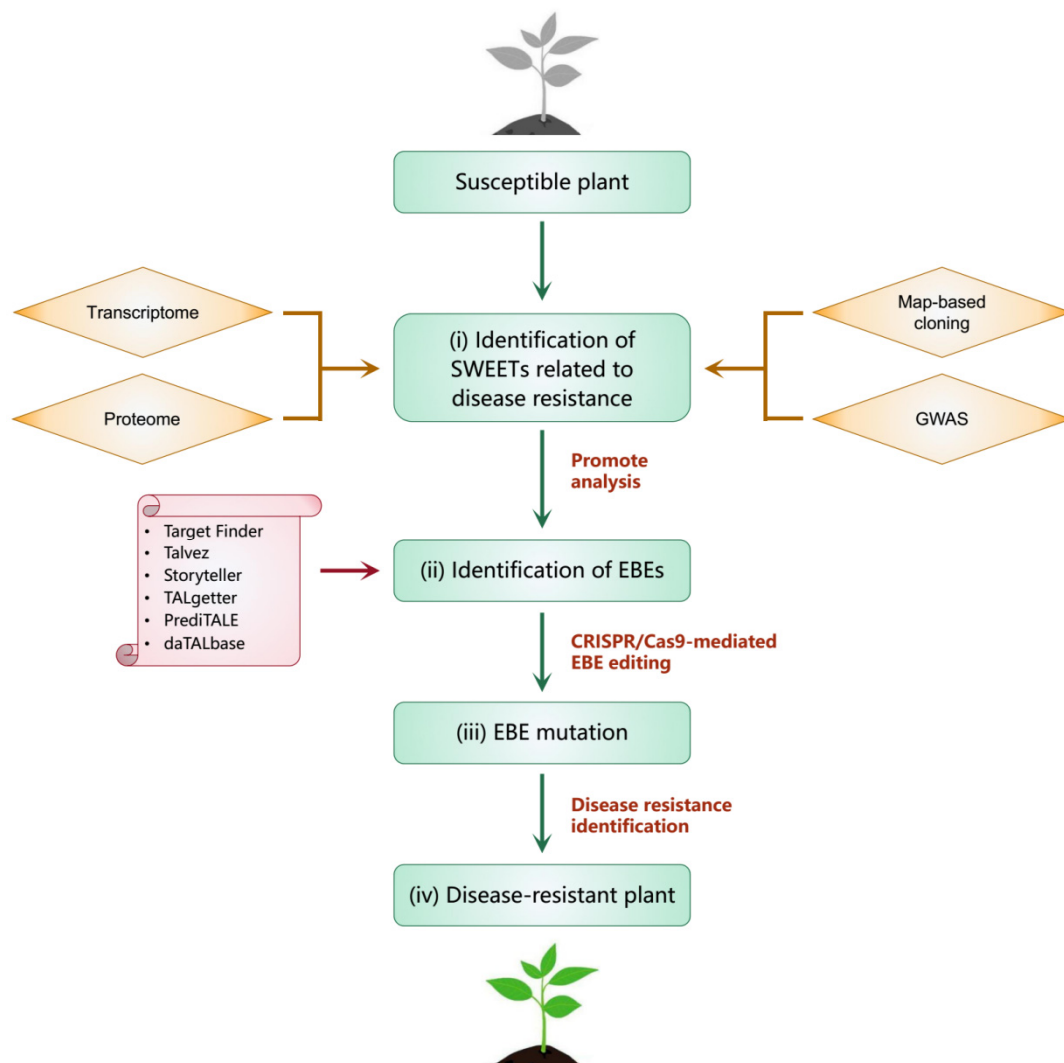 Susceptible plant
Transcriptome
Proteome
(i) Identification of
SWEETs related to
disease resistance
Map-based
cloning
GWAS
Promote
analysis
• Target Finder
• Talvez
• Storyteller
• TALgetter
• PrediTALE
• daTALbase
(ii) Identification of EBEs
CRISPR/Cas9-mediated
EBE editing
(iii) EBE mutation
Disease resistance
identification
(iv) Disease-resistant plant